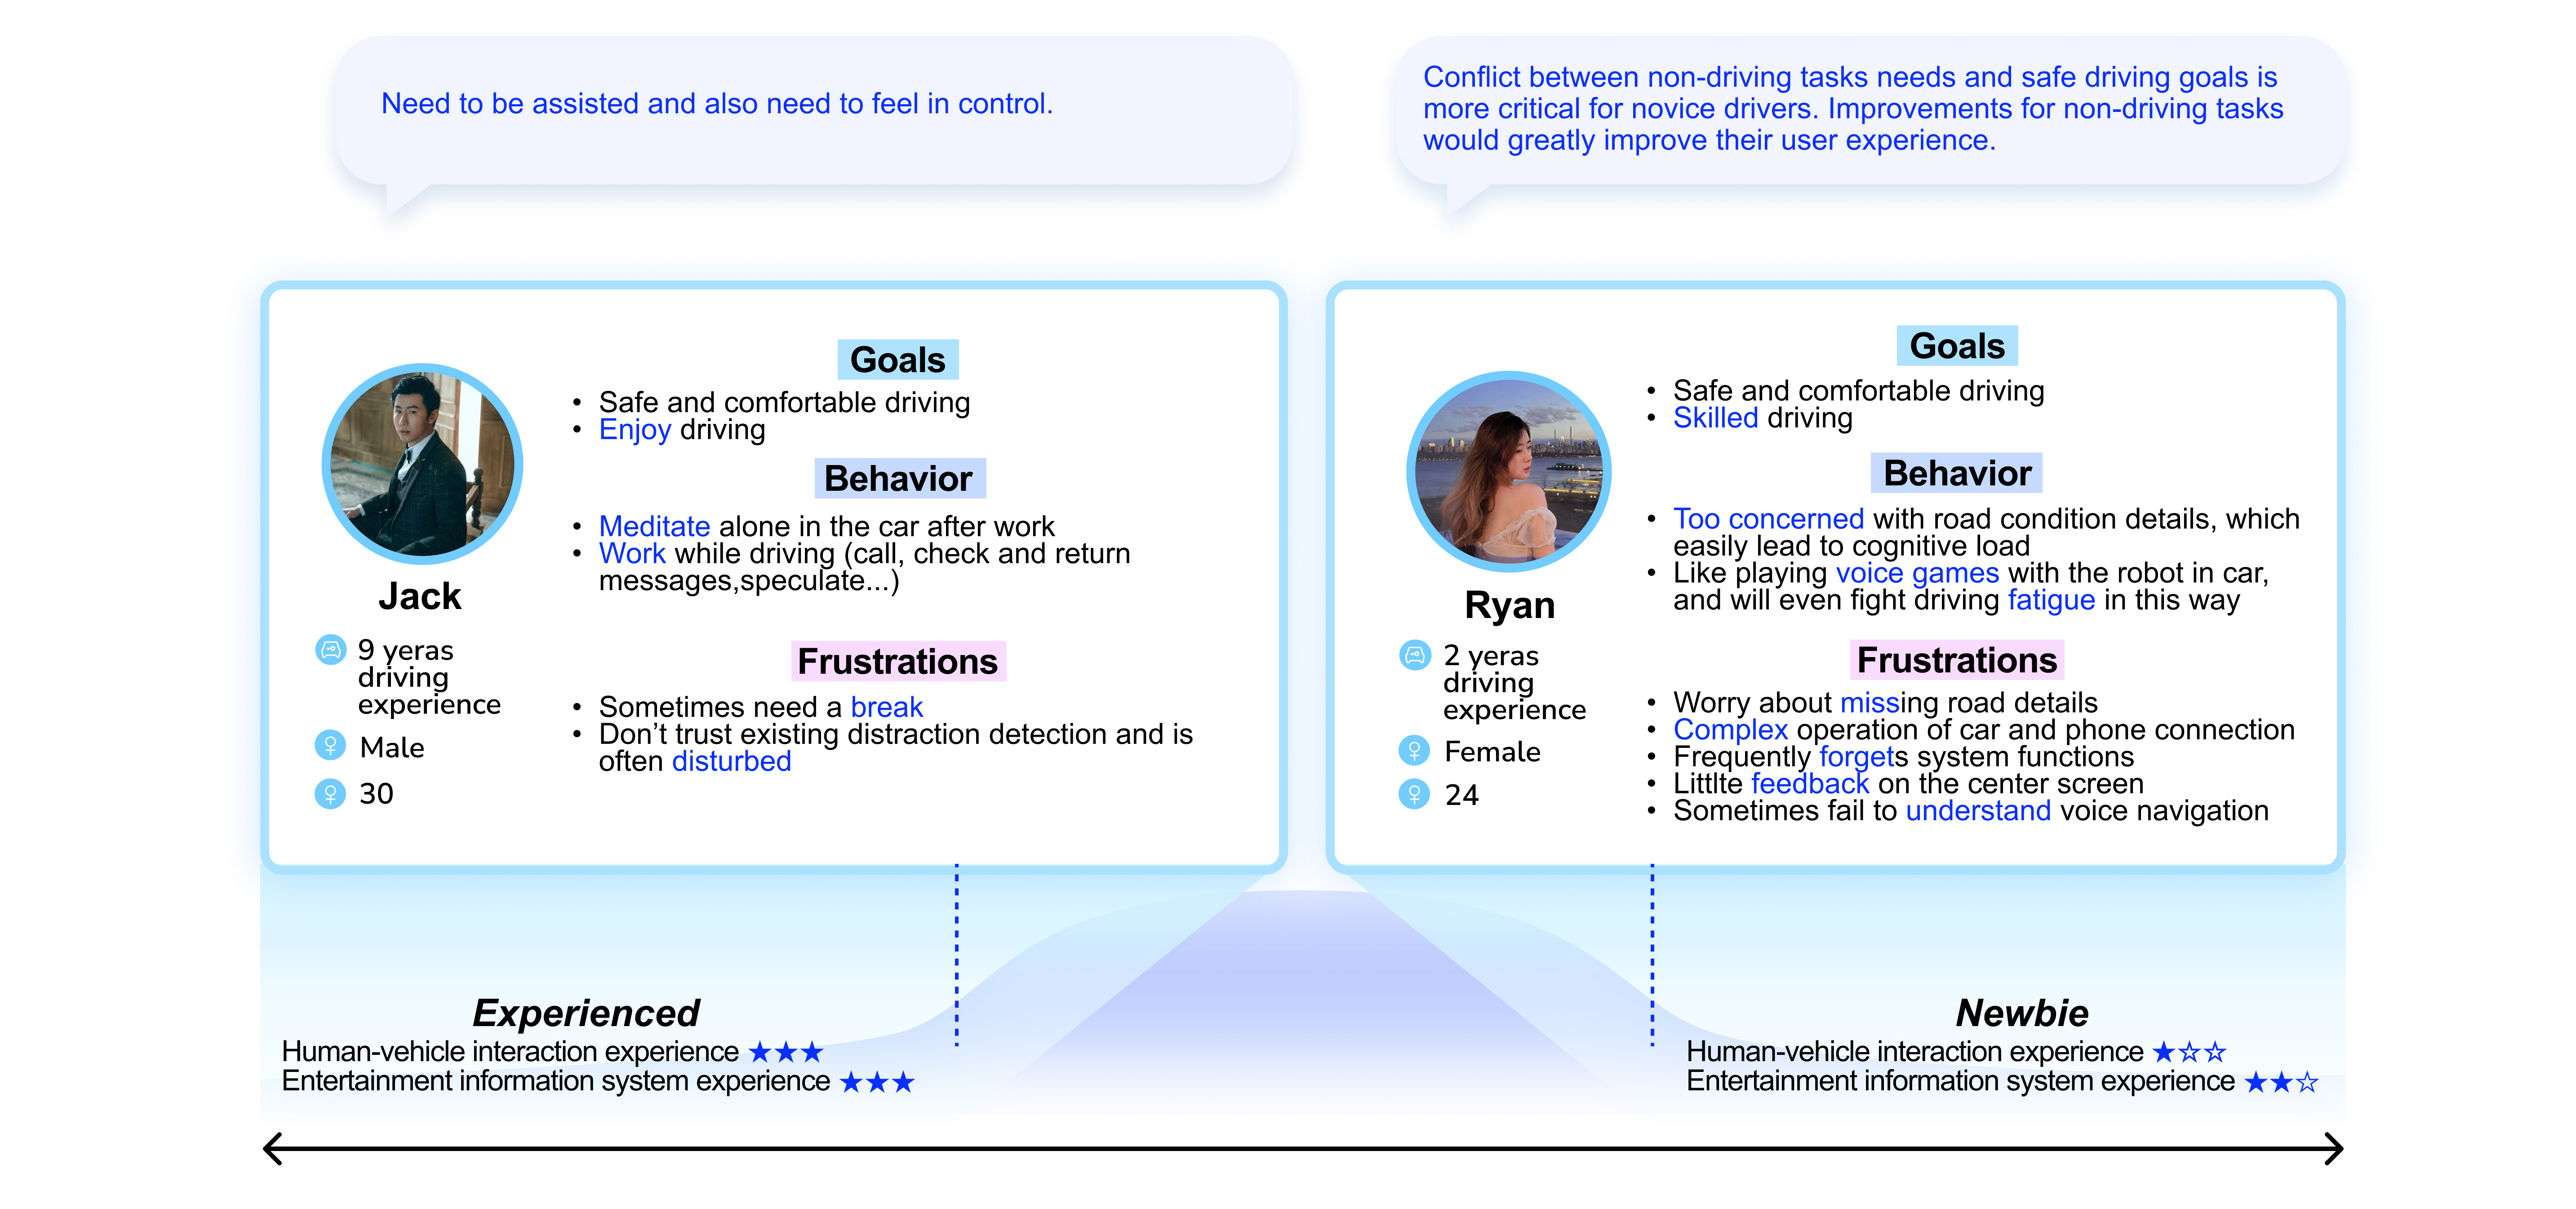 Need to be assisted and also need to feel in control.
Conflict between non-driving tasks needs and safe driving goals is
more critical for novice drivers. Improvements for non-driving tasks
would greatly improve their user experience.
Jack
9 yeras
driving
experience
Male
30
Goals
• Safe and comfortable driving
• Enjoy driving
Behavior
• Meditate alone in the car after work
• Work while driving (call, check and return
messages,speculate...)
Frustrations
• Sometimes need a break
• Don’t trust existing distraction detection and is
often disturbed
Ryan
2 yeras
driving
experience
Female
24
Goals
• Safe and comfortable driving
• Skilled driving
Behavior
• Too concerned with road condition details, which
easily lead to cognitive load
• Like playing voice games with the robot in car,
and will even fight driving fatigue in this way
Frustrations
• Worry about missing road details
• Complex operation of car and phone connection
• Frequently forgets system functions
• Littlte feedback on the center screen
• Sometimes fail to understand voice navigation
Experienced
Human-vehicle interaction experience ★★★
Entertainment information system experience ★★★
Newbie
Human-vehicle interaction experience ★☆☆
Entertainment information system experience ★★☆